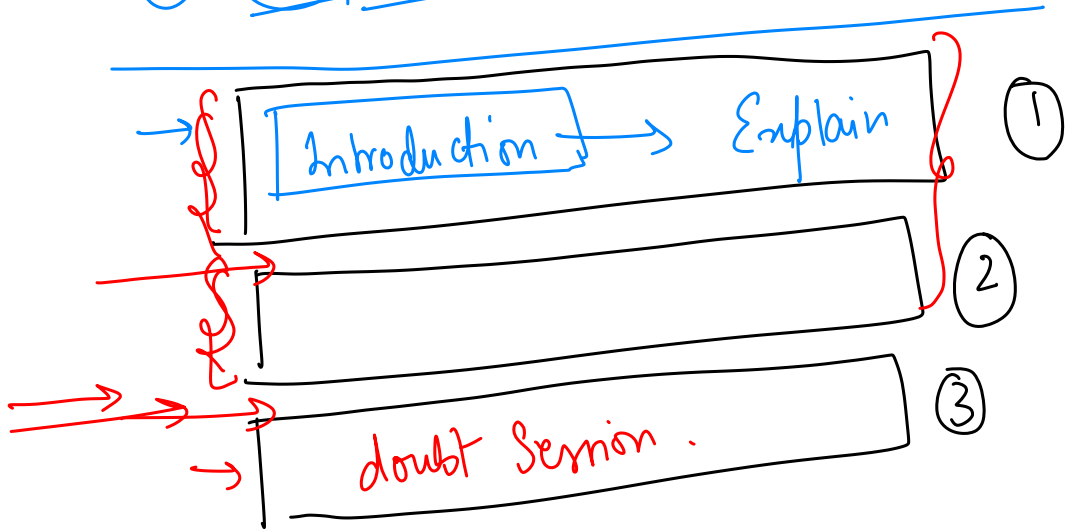 Introduction → Explain ①
②
③
doubt Session.